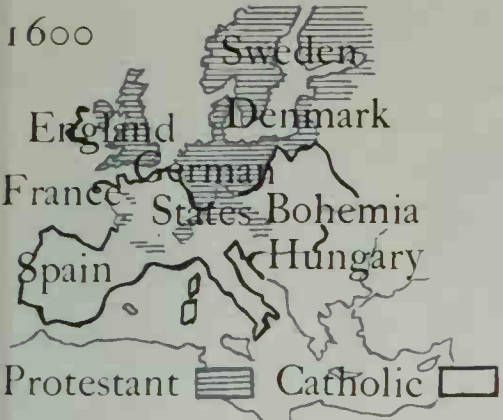 1600
Sweden
England Denmark
German
France States Bohemia
Spain Hungary
Protestant Catholic